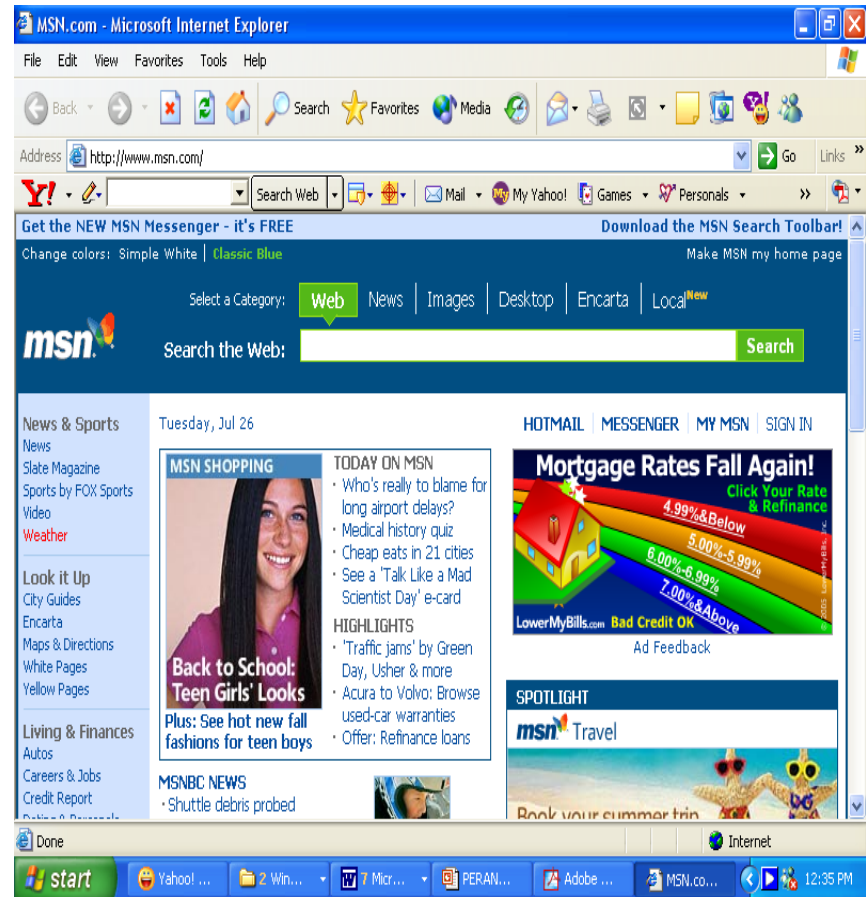 MSN.com - Microsoft Internet Explorer
File Edit View Favorites Tools Help
Back Search Favorites Media
Address http://www.msn.com/ Go Links »
Y! Search Web Mail My Yahoo! Games Personals »
Get the NEW MSN Messenger - it's FREE Download the MSN Search Toolbar!
Change colors: Simple White | Classic Blue Make MSN my home page
Select a Category: Web News | Images | Desktop | Encarta | Local New
msn
Search the Web: Search
News & Sports
News
Slate Magazine
Sports by FOX Sports
Video
Weather
Look it Up
City Guides
Encarta
Maps & Directions
White Pages
Yellow Pages
Living & Finances
Autos
Careers & Jobs
Credit Report
Tuesday, Jul 26
HOTMAIL | MESSENGER | MY MSN | SIGN IN
MSN SHOPPING
Back to School:
Teen Girls' Looks
Plus: See hot new fall
fashions for teen boys
TODAY ON MSN
· Who's really to blame for
long airport delays?
· Medical history quiz
· Cheap eats in 21 cities
· See a 'Talk Like a Mad
Scientist Day' e-card
HIGHLIGHTS
· 'Traffic jams' by Green
Day, Usher & more
· Acura to Volvo: Browse
used-car warranties
· Offer: Refinance loans
MSNBC NEWS
· Shuttle debris probed
Mortgage Rates Fall Again!
Click Your Rate
& Refinance
4.99%&Below
5.00%-5.99%
6.00%-6.99%
7.00%&Above
LowerMyBills.com Bad Credit OK
© 2005 LowerMyBills, Inc.
Ad Feedback
SPOTLIGHT
msn Travel
Book your summer trip
Done Internet
start Yahoo! ... 2 Win... 7 Micr... PERAN... Adobe ... MSN.co... 12:35 PM